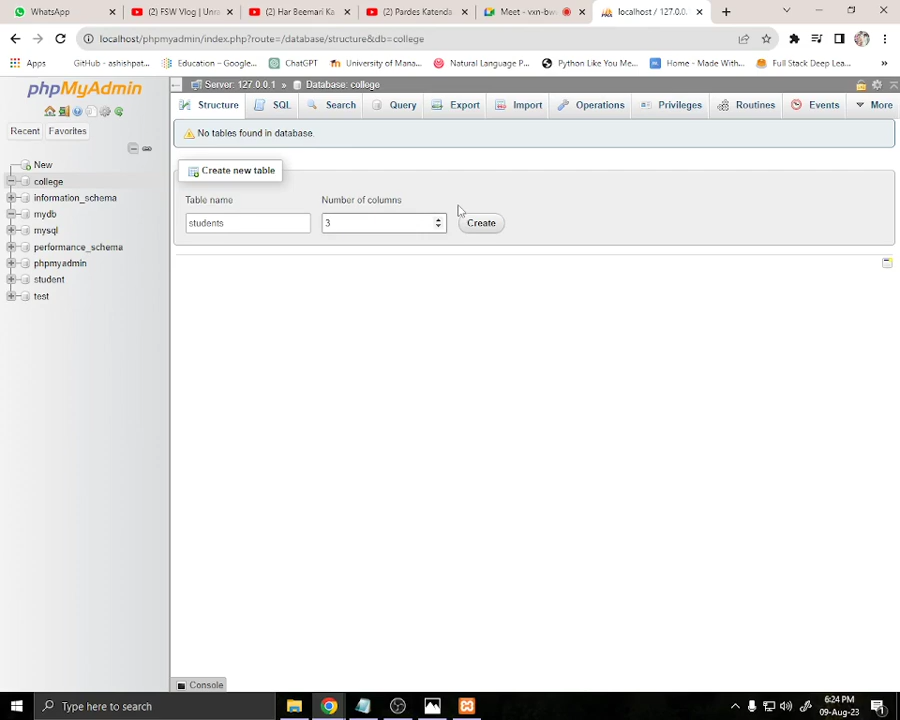 WhatsApp
(2) FSW Vlog | Unr
(2) Har Beemari Ka
(2) Pardes Katenda
Meet - vxn-bw
localhost / 127.0.0.
localhost/phpmyadmin/index.php?route=/database/structure&db=college
Apps
GitHub - ashishpat...
Education – Google...
ChatGPT
University of Mana...
Natural Language P...
Python Like You Me...
Home - Made With...
Full Stack Deep Lea...
»
phpMyAdmin
Server: 127.0.0.1 » Database: college
Structure
SQL
Search
Query
Export
Import
Operations
Privileges
Routines
Events
More
Recent
Favorites
No tables found in database.
New
college
information_schema
mydb
mysql
performance_schema
phpmyadmin
student
test
Create new table
Table name
Number of columns
students
3
Create
Console
Type here to search
6:24 PM
09-Aug-23
1